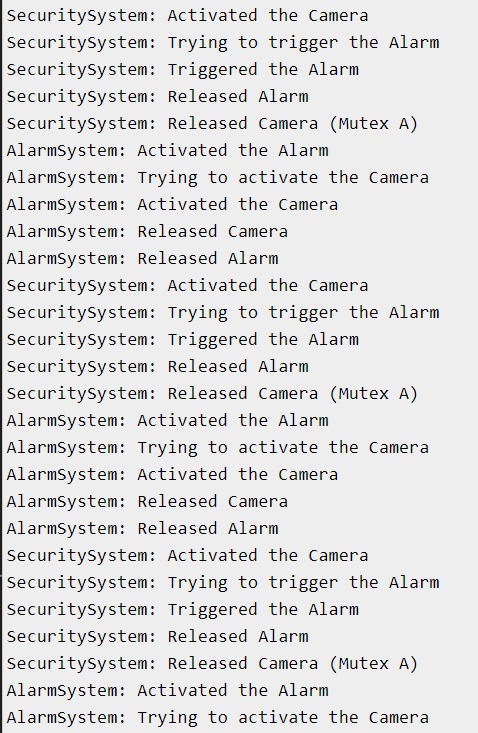 SecuritySystem: Activated the Camera
SecuritySystem: Trying to trigger the Alarm
SecuritySystem: Triggered the Alarm
SecuritySystem: Released Alarm
SecuritySystem: Released Camera (Mutex A)
AlarmSystem: Activated the Alarm
AlarmSystem: Trying to activate the Camera
AlarmSystem: Activated the Camera
AlarmSystem: Released Camera
AlarmSystem: Released Alarm
SecuritySystem: Activated the Camera
SecuritySystem: Trying to trigger the Alarm
SecuritySystem: Triggered the Alarm
SecuritySystem: Released Alarm
SecuritySystem: Released Camera (Mutex A)
AlarmSystem: Activated the Alarm
AlarmSystem: Trying to activate the Camera
AlarmSystem: Activated the Camera
AlarmSystem: Released Camera
AlarmSystem: Released Alarm
SecuritySystem: Activated the Camera
SecuritySystem: Trying to trigger the Alarm
SecuritySystem: Triggered the Alarm
SecuritySystem: Released Alarm
SecuritySystem: Released Camera (Mutex A)
AlarmSystem: Activated the Alarm
AlarmSystem: Trying to activate the Camera